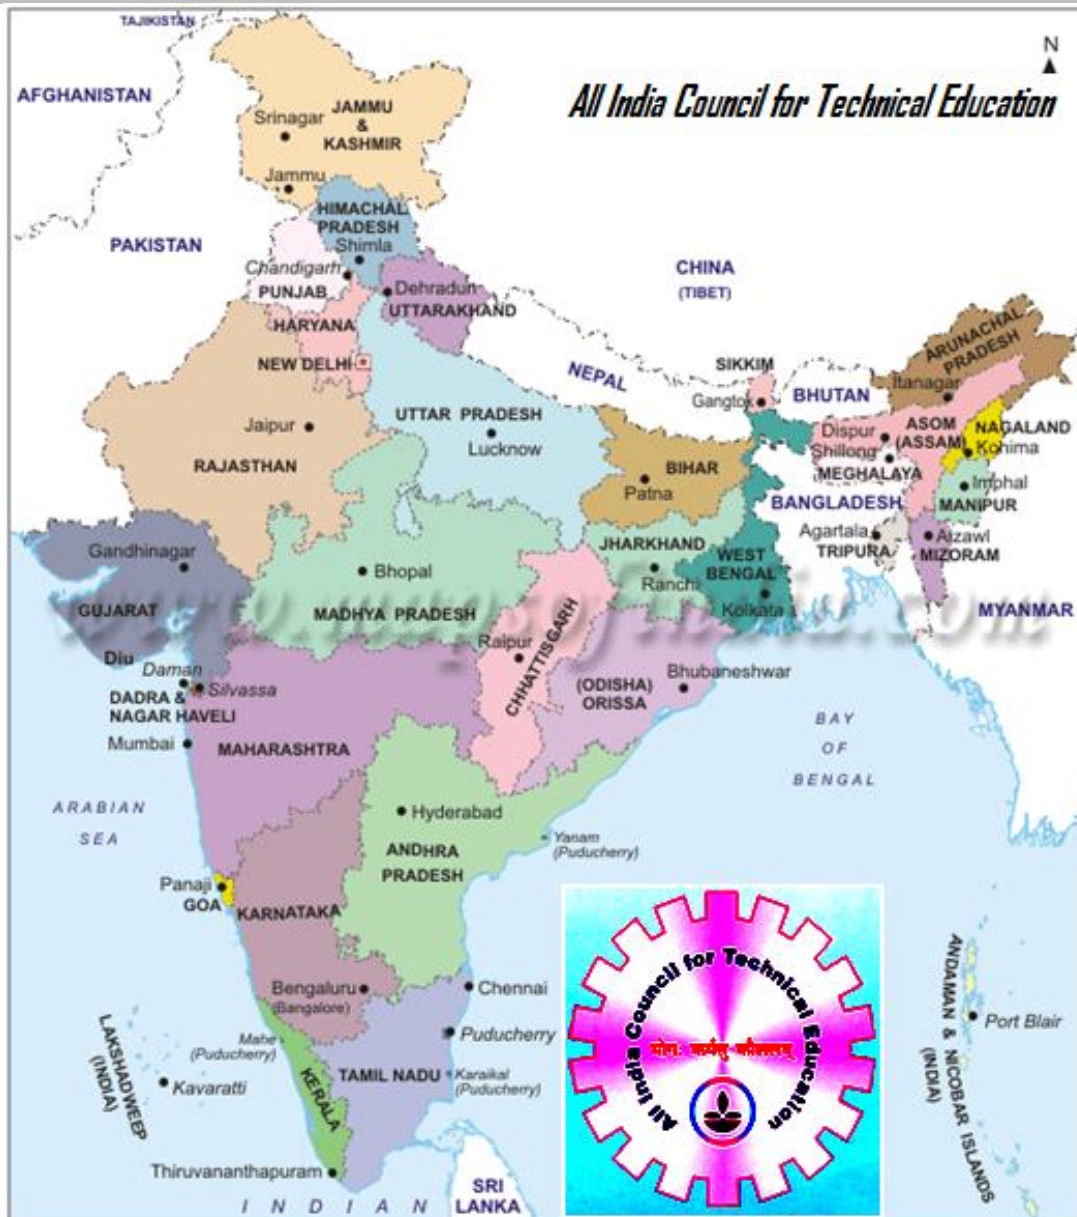 TAJIKISTAN
AFGHANISTAN
N
All India Council for Technical Education
JAMMU
&
KASHMIR
Srinagar
Jammu
HIMACHAL
PRADESH
Shimla
PAKISTAN
Chandigarh
PUNJAB
CHINA
(TIBET)
Dehradun
UTTARAKHAND
HARYANA
NEW DELHI
NEPAL
SIKKIM
Gangtok
BHUTAN
ARUNACHAL
PRADESH
Itanagar
UTTAR PRADESH
Lucknow
Jaipur
RAJASTHAN
BIHAR
Patna
Dispur
Shillong
MEGHALAYA
ASOM
(ASSAM)
NAGALAND
Kohima
BANGLADESH
Imphal
MANIPUR
Agartala
TRIPURA
Aizawl
MIZORAM
Gandhinagar
GUJARAT
Bhopal
MADHYA PRADESH
JHARKHAND
Ranchi
WEST
BENGAL
Kolkata
MYANMAR
www.mapsofindia.com
Diu
Daman
Silvassa
DADRA &
NAGAR HAVELI
Mumbai
MAHARASHTRA
Raipur
CHHATTISGARH
(ODISHA)
ORISSA
Bhubaneshwar
BAY
OF
BENGAL
ARABIAN
SEA
Hyderabad
ANDHRA
PRADESH
Yanam
(Puducherry)
Panaji
GOA
KARNATAKA
Bengaluru
(Bangalore)
Chennai
Puducherry
Mahe
(Puducherry)
KERALA
TAMIL NADU
Karaikal
(Puducherry)
LAKSHADWEEP
(INDIA)
Kavaratti
Thiruvananthapuram
INDIAN
SRI
LANKA
All India Council for Technical Education
योगः कर्मसु कौशलम्
ANDAMAN & NICOBAR ISLANDS
(INDIA)
Port Blair